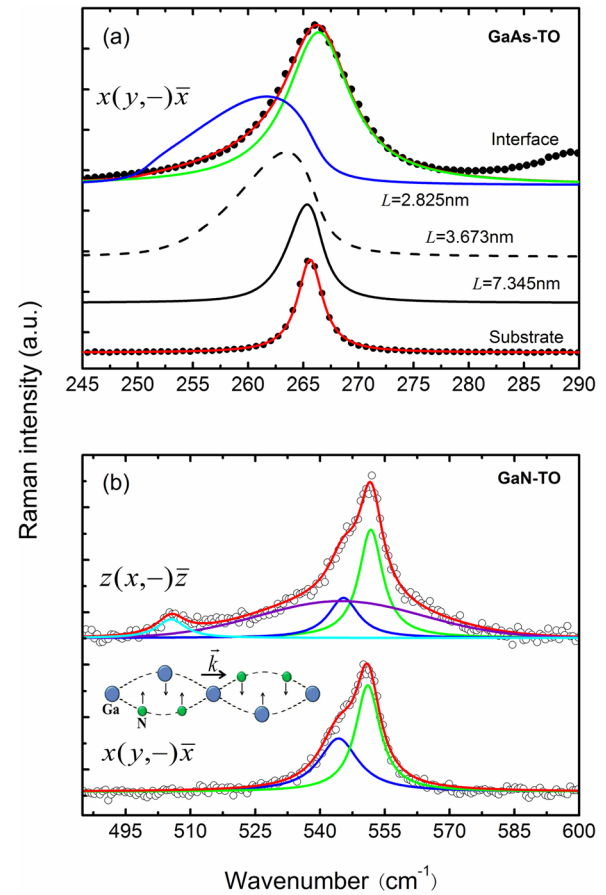 (a)
GaAs-TO
x(y,−)x̅
Interface
L=2.825nm
L=3.673nm
L=7.345nm
Substrate
245 250 255 260 265 270 275 280 285 290
Raman intensity (a.u.)
(b)
GaN-TO
z(x,−)z̅
k⃗
Ga
N
x(y,−)x̅
495 510 525 540 555 570 585 600
Wavenumber (cm⁻¹)